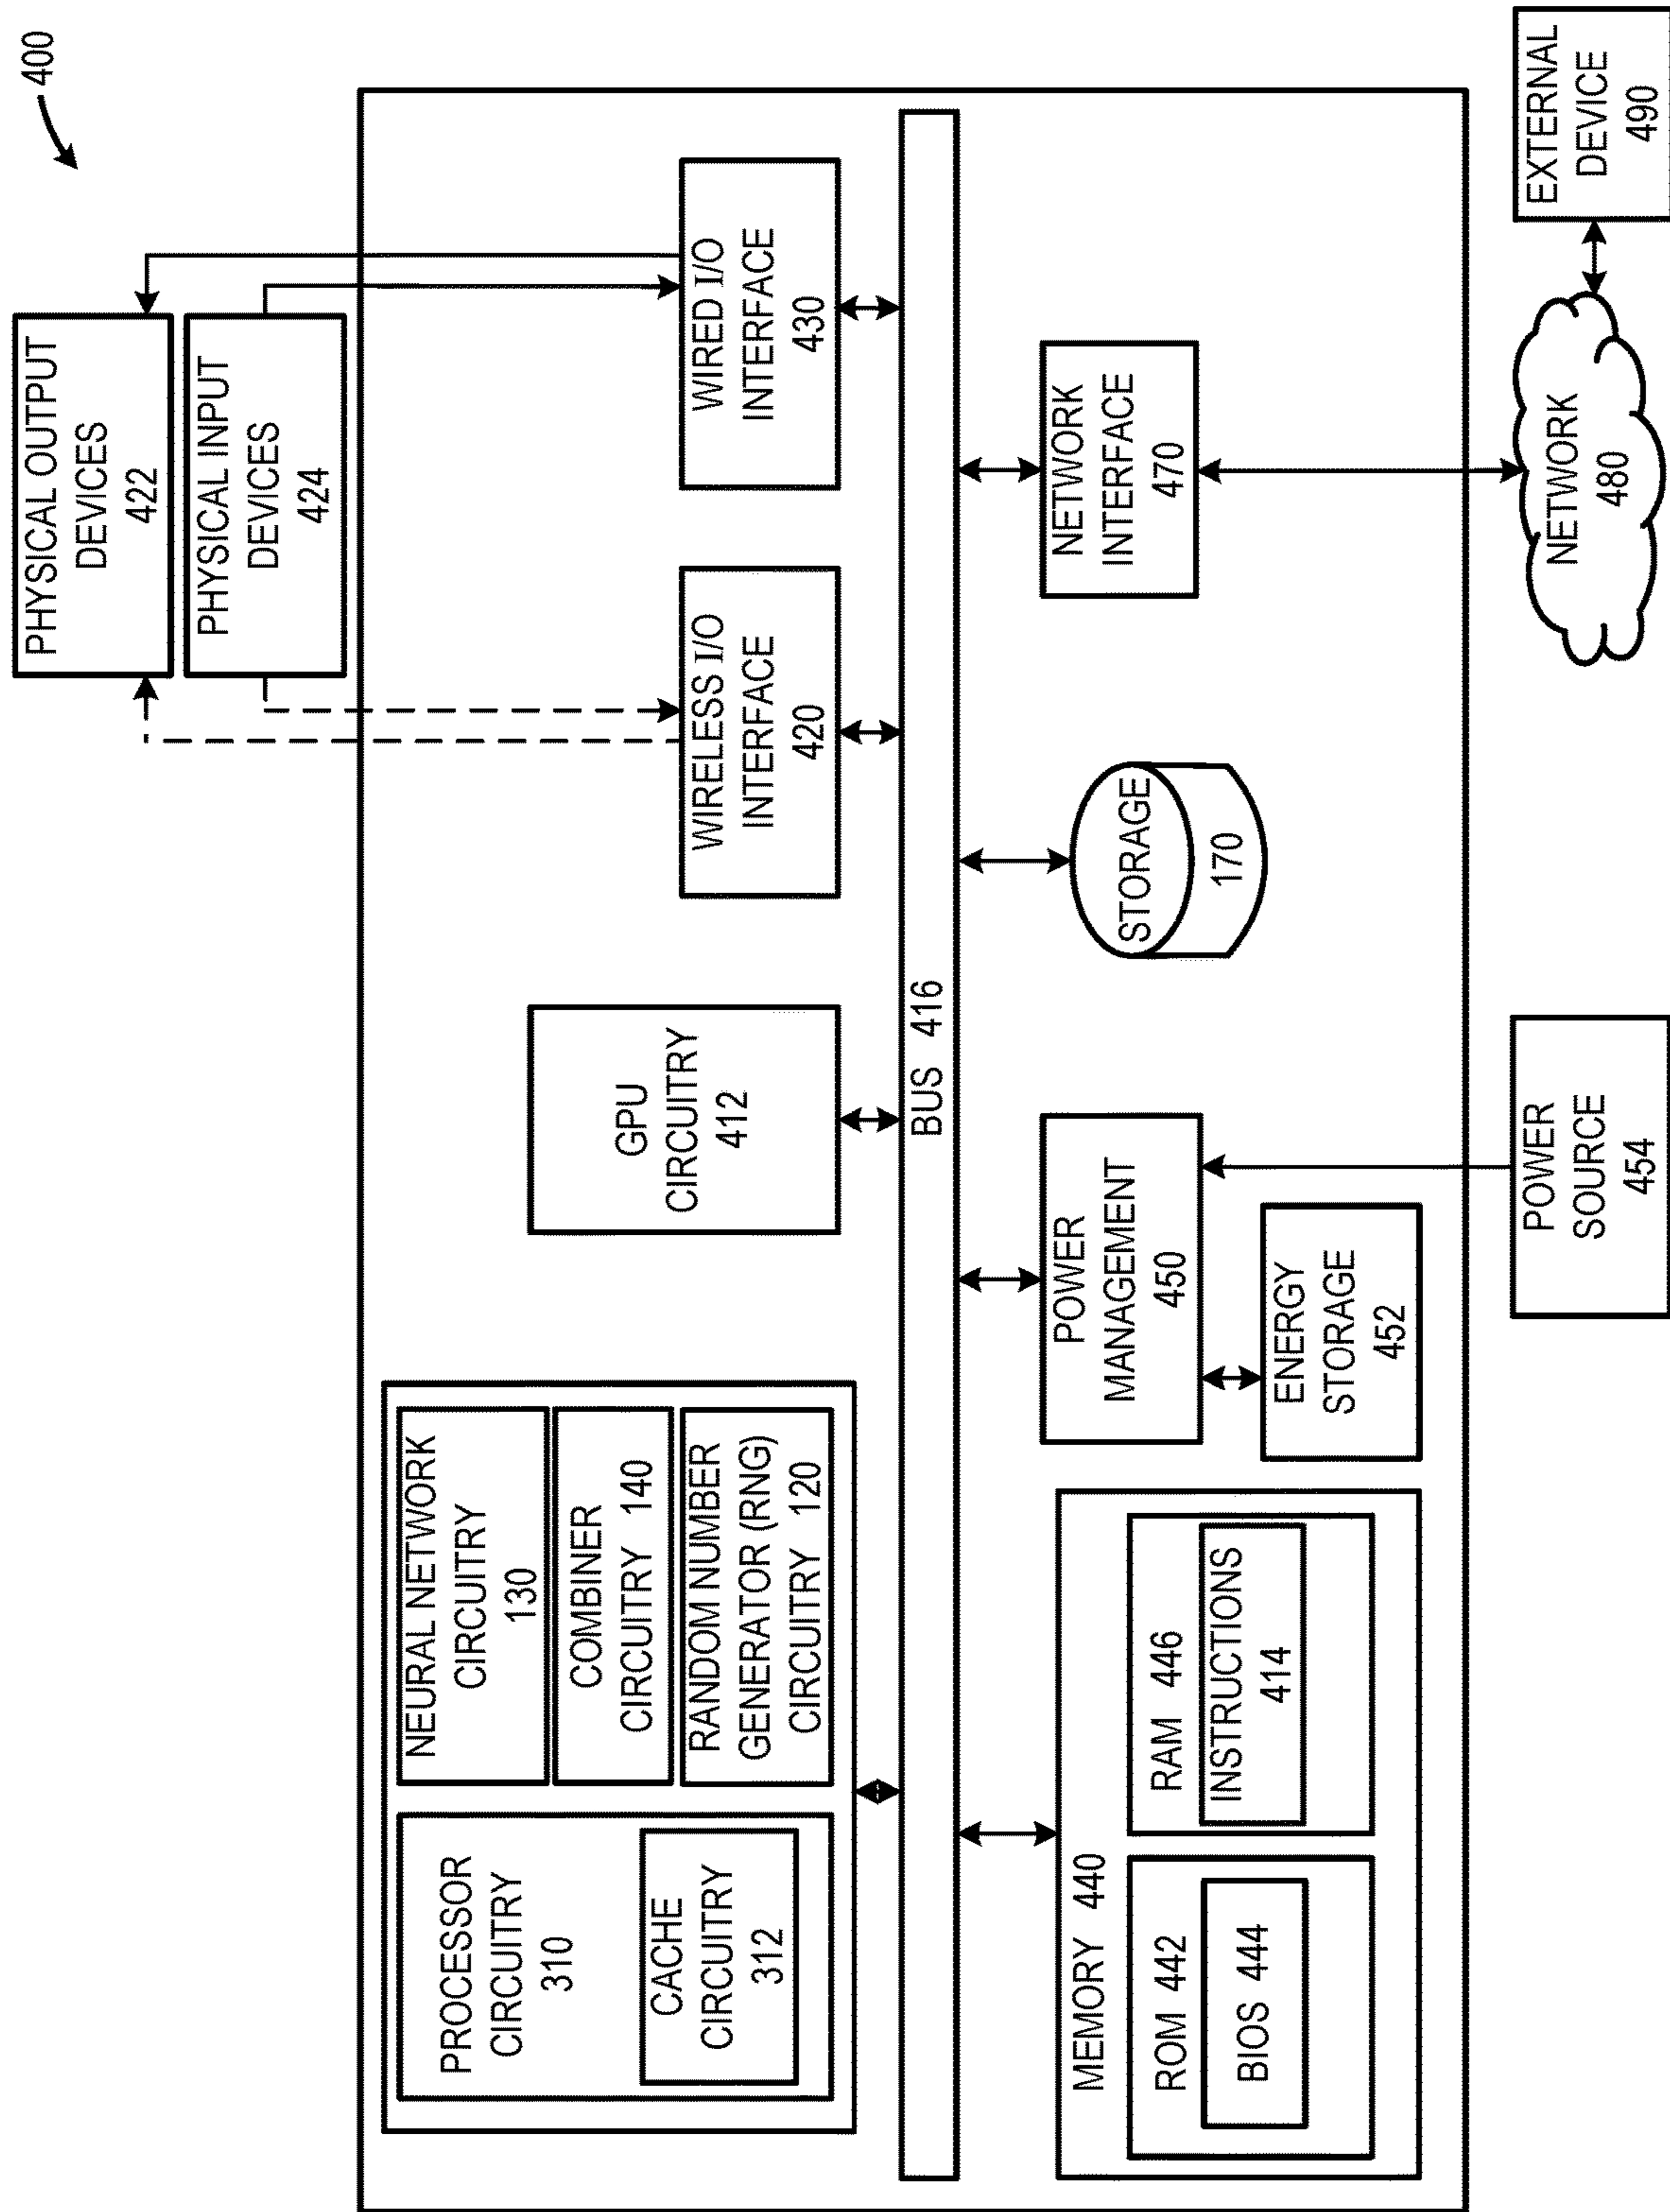 400
PHYSICAL OUTPUT
DEVICES
422
PHYSICAL INPUT
DEVICES
424
NEURAL NETWORK
CIRCUITRY
130
COMBINER
CIRCUITRY 140
RANDOM NUMBER
GENERATOR (RNG)
CIRCUITRY 120
PROCESSOR
CIRCUITRY
310
CACHE
CIRCUITRY
312
GPU
CIRCUITRY
412
WIRELESS I/O
INTERFACE
420
WIRED I/O
INTERFACE
430
BUS 416
MEMORY 440
ROM 442
BIOS 444
RAM 446
INSTRUCTIONS
414
POWER
MANAGEMENT
450
ENERGY
STORAGE
452
STORAGE
170
NETWORK
INTERFACE
470
POWER
SOURCE
454
NETWORK
480
EXTERNAL
DEVICE
490